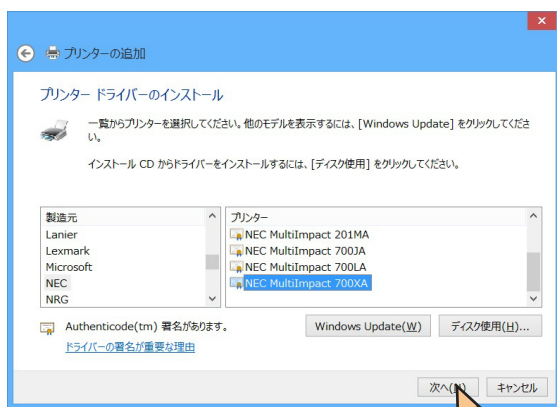 プリンターの追加
プリンター ドライバーのインストール
一覧からプリンターを選択してください。他のモデルを表示するには、[Windows Update] をクリックしてくださ
い。
インストール CD からドライバーをインストールするには、[ディスク使用] をクリックしてください。
製造元
Lanier
Lexmark
Microsoft
NEC
NRG
プリンター
NEC MultiImpact 201MA
NEC MultiImpact 700JA
NEC MultiImpact 700LA
NEC MultiImpact 700XA
Authenticode(tm) 署名があります。
ドライバーの署名が重要な理由
Windows Update(W)
ディスク使用(H)...
次へ(N)
キャンセル